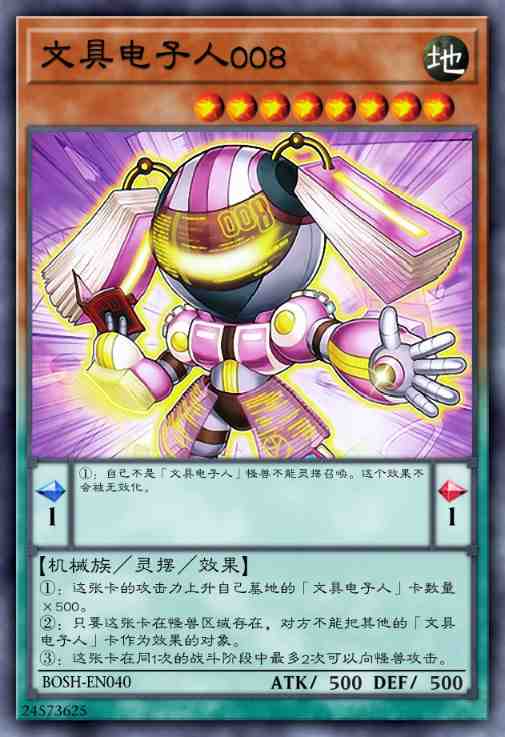 文具电子人008
地
008
①：自己不是「文具电子人」怪兽不能灵摆召唤。这个效果不
会被无效化。
1
1
【机械族／灵摆／效果】
①：这张卡的攻击力上升自己墓地的「文具电子人」卡数量
×500。
②：只要这张卡在怪兽区域存在，对方不能把其他的「文具
电子人」卡作为效果的对象。
③：这张卡在同1次的战斗阶段中最多2次可以向怪兽攻击。
BOSH-EN040
ATK/ 500 DEF/ 500
24573625